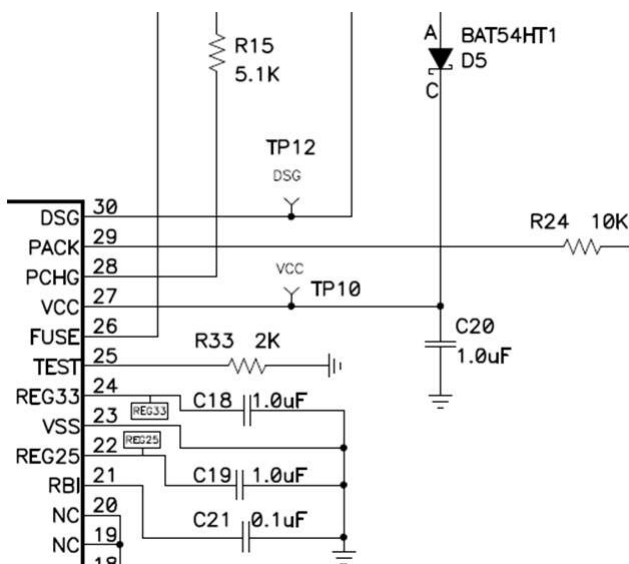 A BAT54HT1
R15 D5
5.1K C
TP12
DSG
DSG 30
R24 10K
PACK 29
PCHG 28
VCC
VCC 27 TP10
FUSE 26 C20
R33 2K 1.0uF
TEST 25
REG33 24
C18 1.0uF
REG33
VSS 23
REG25
REG25 22
C19 1.0uF
RBI 21
C21 0.1uF
NC 20
NC 19
18